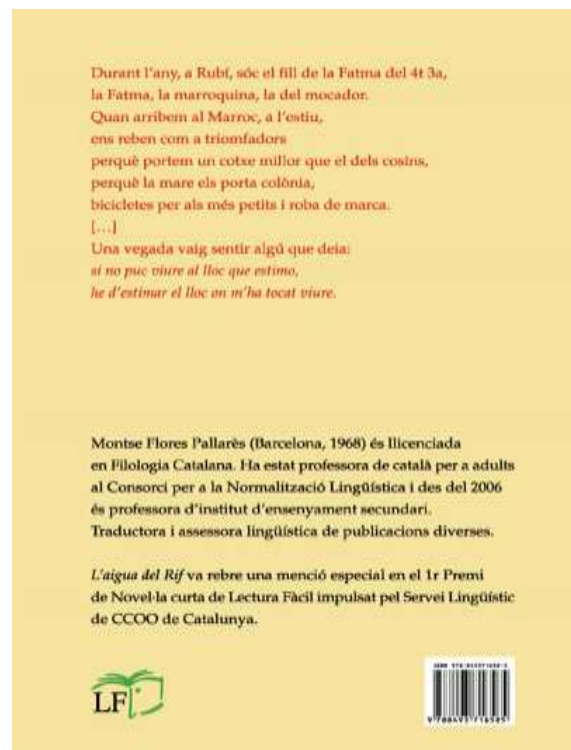 Durant l'any, a Rubí, sóc el fill de la Fatma del 4t 3a,
la Fatma, la marroquina, la del mocador.
Quan arribem al Marroc, a l'estiu,
ens reben com a triomfadors
perquè portem un cotxe millor que el dels cosins,
perquè la mare els porta colònia,
bicicletes per als més petits i roba de marca.
[…]
Una vegada vaig sentir algú que deia:
si no puc viure al lloc que estimo,
he d'estimar el lloc on m'ha tocat viure.
Montse Flores Pallarès (Barcelona, 1968) és llicenciada
en Filologia Catalana. Ha estat professora de català per a adults
al Consorci per a la Normalització Lingüística i des del 2006
és professora d'institut d'ensenyament secundari.
Traductora i assessora lingüística de publicacions diverses.
L'aigua del Rif va rebre una menció especial en el 1r Premi
de Novel·la curta de Lectura Fàcil impulsat pel Servei Lingüístic
de CCOO de Catalunya.
LF
9 788493 716585